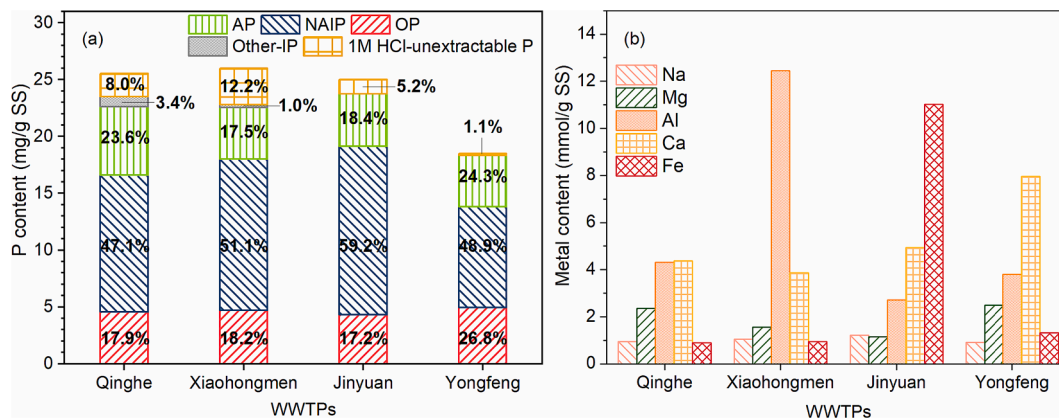 (a)
AP NAIP OP
Other-IP 1M HCl-unextractable P
P content (mg/g SS)
30
25
20
15
10
5
0
8.0%
3.4%
23.6%
47.1%
17.9%
12.2%
1.0%
17.5%
51.1%
18.2%
5.2%
18.4%
59.2%
17.2%
1.1%
24.3%
48.9%
26.8%
Qinghe Xiaohongmen Jinyuan Yongfeng
WWTPs
(b)
Na
Mg
Al
Ca
Fe
Metal content (mmol/g SS)
14
12
10
8
6
4
2
0
Qinghe Xiaohongmen Jinyuan Yongfeng
WWTPs